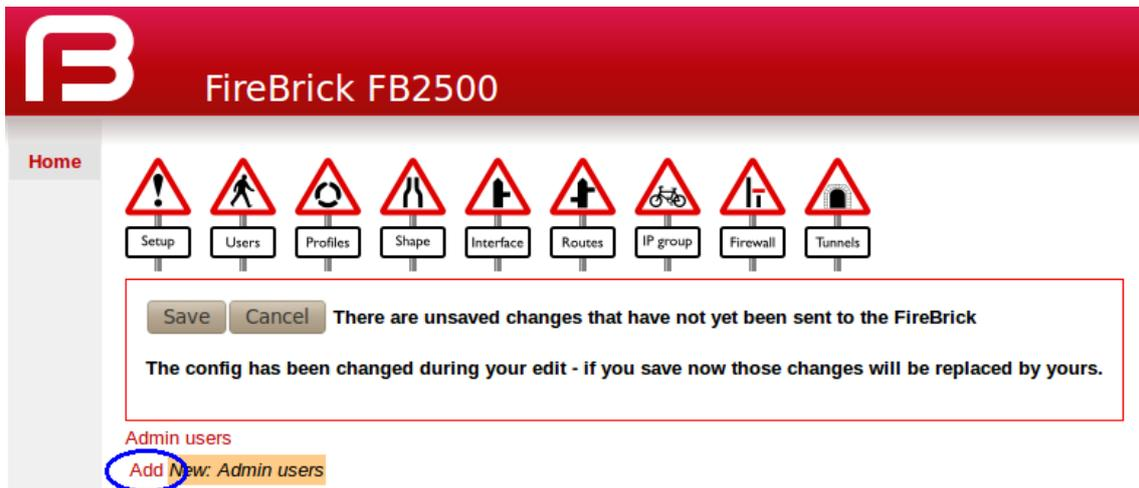 FireBrick FB2500
Home
Setup Users Profiles Shape Interface Routes IP group Firewall Tunnels
Save Cancel There are unsaved changes that have not yet been sent to the FireBrick
The config has been changed during your edit - if you save now those changes will be replaced by yours.
Admin users
Add New: Admin users